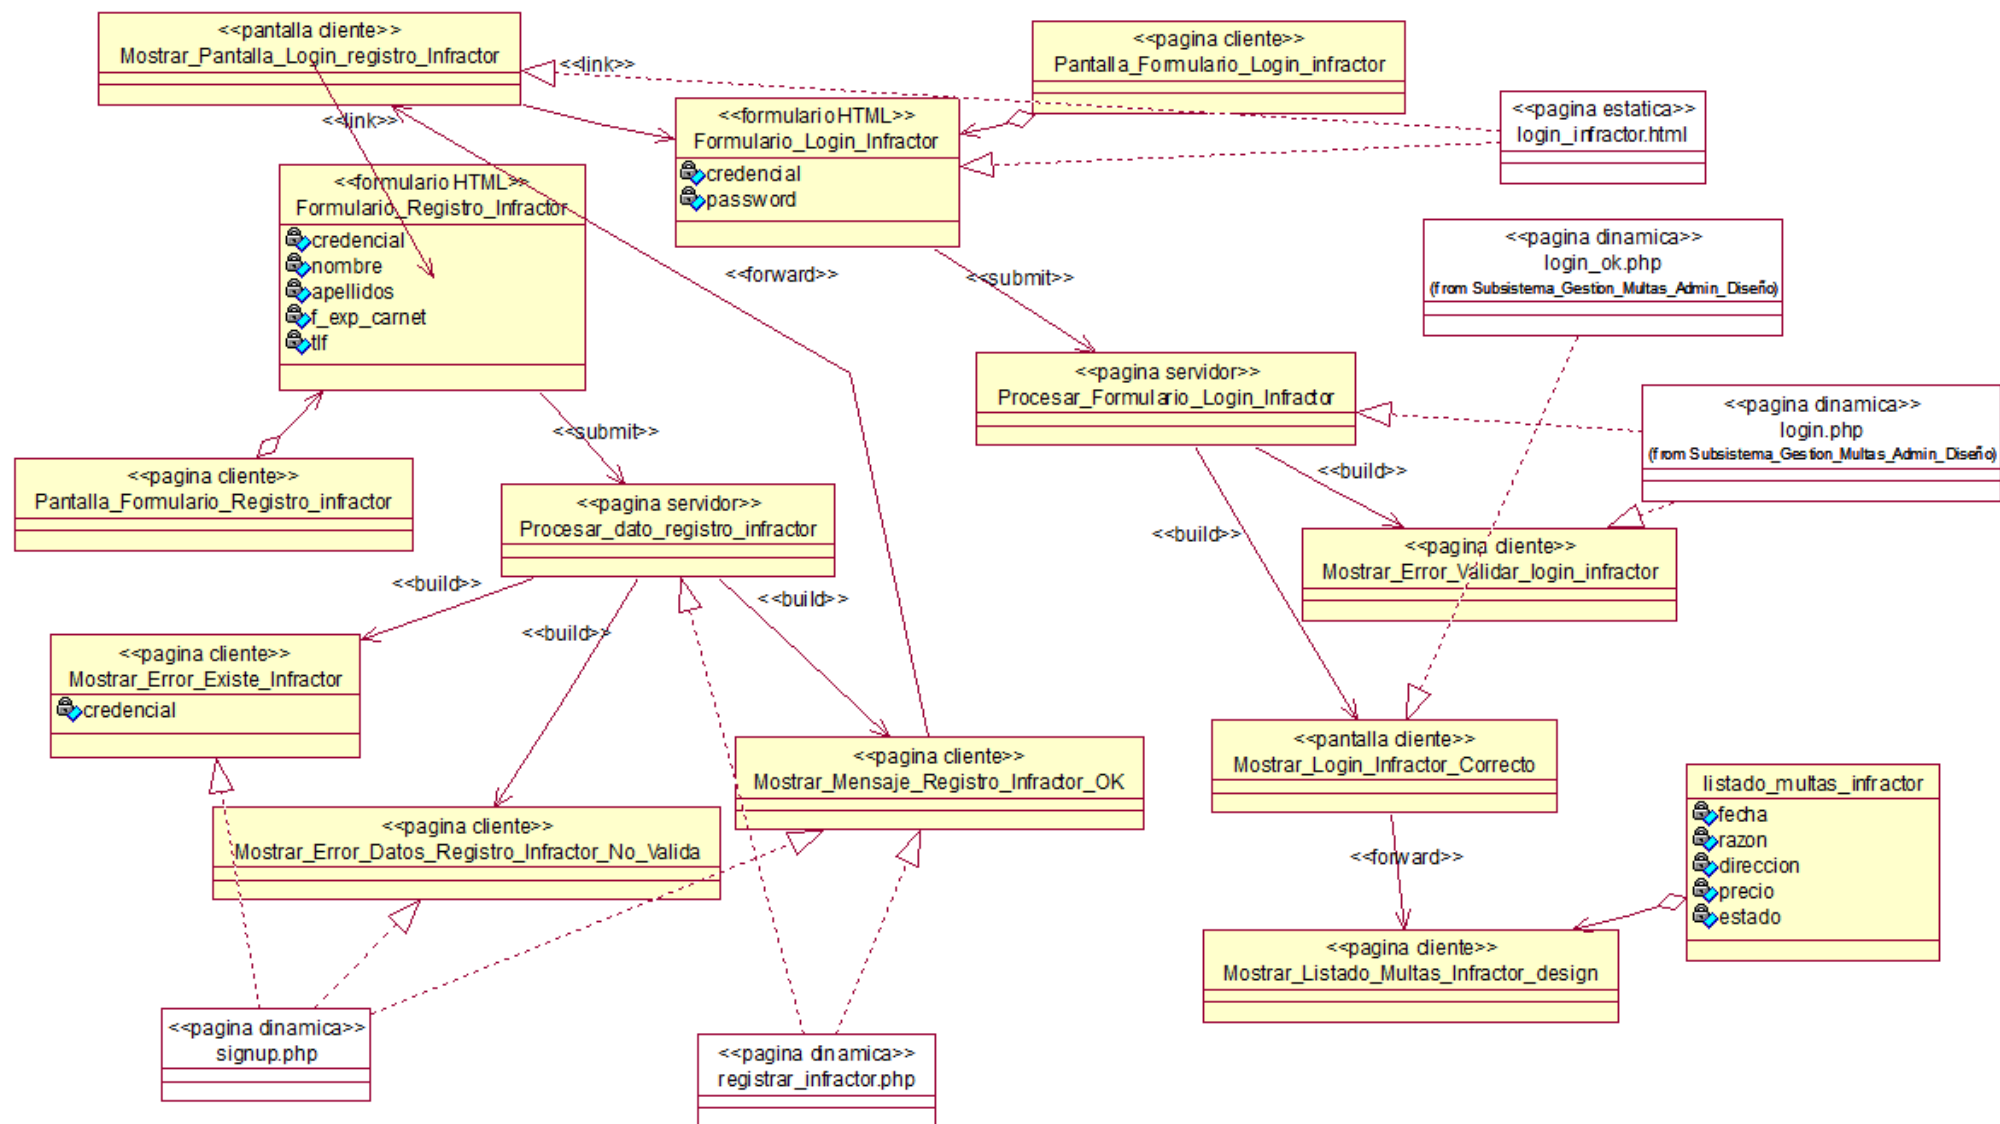 <<pantalla cliente>>
Mostrar_Pantalla_Login_registro_Infractor
<<link>>
<<pagina cliente>>
Pantalla_Formulario_Login_infractor
<<link>>
<<formularioHTML>>
Formulario_Login_Infractor
credencial
password
<<pagina estatica>>
login_infractor.html
<<formulario HTML>>
Formulario_Registro_Infractor
credencial
nombre
apellidos
f_exp_carnet
tlf
<<forward>>
<<submit>>
<<pagina dinamica>>
login_ok.php
(from Subsistema_Gestion_Multas_Admin_Diseño)
<<pagina servidor>>
Procesar_Formulario_Login_Infractor
<<pagina dinamica>>
login.php
(from Subsistema_Gestion_Multas_Admin_Diseño)
<<submit>>
<<pagina cliente>>
Pantalla_Formulario_Registro_infractor
<<pagina servidor>>
Procesar_dato_registro_infractor
<<build>>
<<build>>
<<pagina cliente>>
Mostrar_Error_Validar_login_infractor
<<build>>
<<build>>
<<build>>
<<pagina cliente>>
Mostrar_Error_Existe_Infractor
credencial
<<pagina cliente>>
Mostrar_Mensaje_Registro_Infractor_OK
<<pantalla cliente>>
Mostrar_Login_Infractor_Correcto
listado_multas_infractor
fecha
razon
direccion
precio
estado
<<pagina cliente>>
Mostrar_Error_Datos_Registro_Infractor_No_Valida
<<forward>>
<<pagina cliente>>
Mostrar_Listado_Multas_Infractor_design
<<pagina dinamica>>
signup.php
<<pagina dinamica>>
registrar_infractor.php